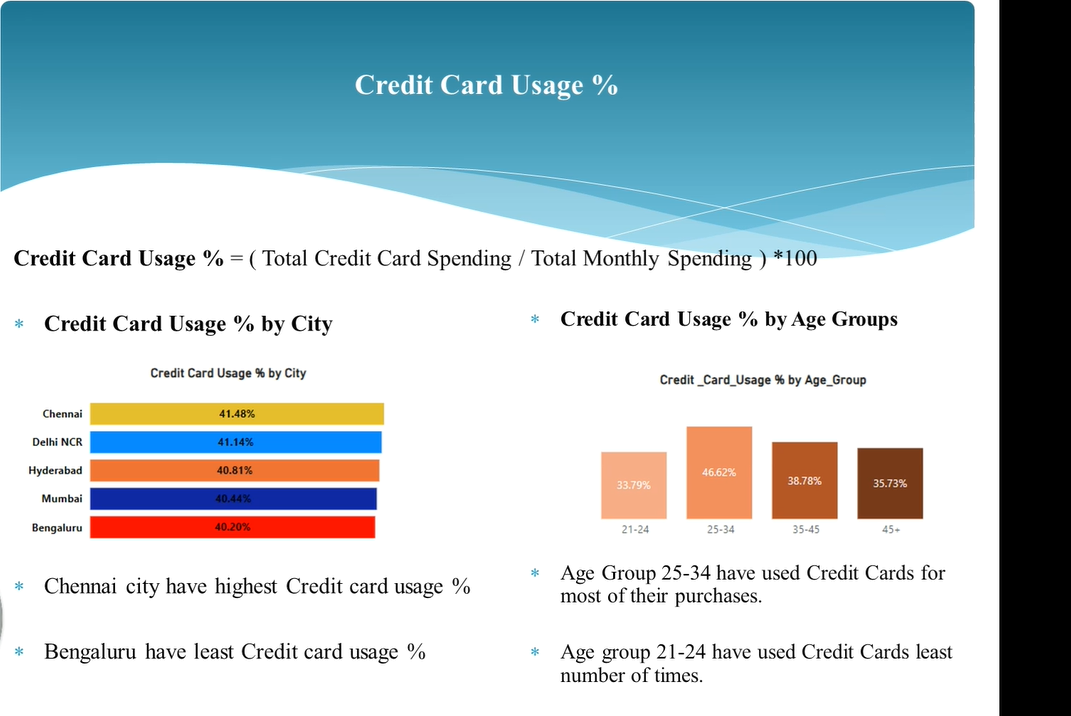 Credit Card Usage %
Credit Card Usage % = ( Total Credit Card Spending / Total Monthly Spending ) *100
* Credit Card Usage % by City
Credit Card Usage % by City
Chennai 41.48%
Delhi NCR 41.14%
Hyderabad 40.81%
Mumbai 40.44%
Bengaluru 40.20%
* Chennai city have highest Credit card usage %
* Bengaluru have least Credit card usage %
* Credit Card Usage % by Age Groups
Credit _Card_Usage % by Age_Group
33.79% 46.62% 38.78% 35.73%
21-24 25-34 35-45 45+
* Age Group 25-34 have used Credit Cards for
most of their purchases.
* Age group 21-24 have used Credit Cards least
number of times.